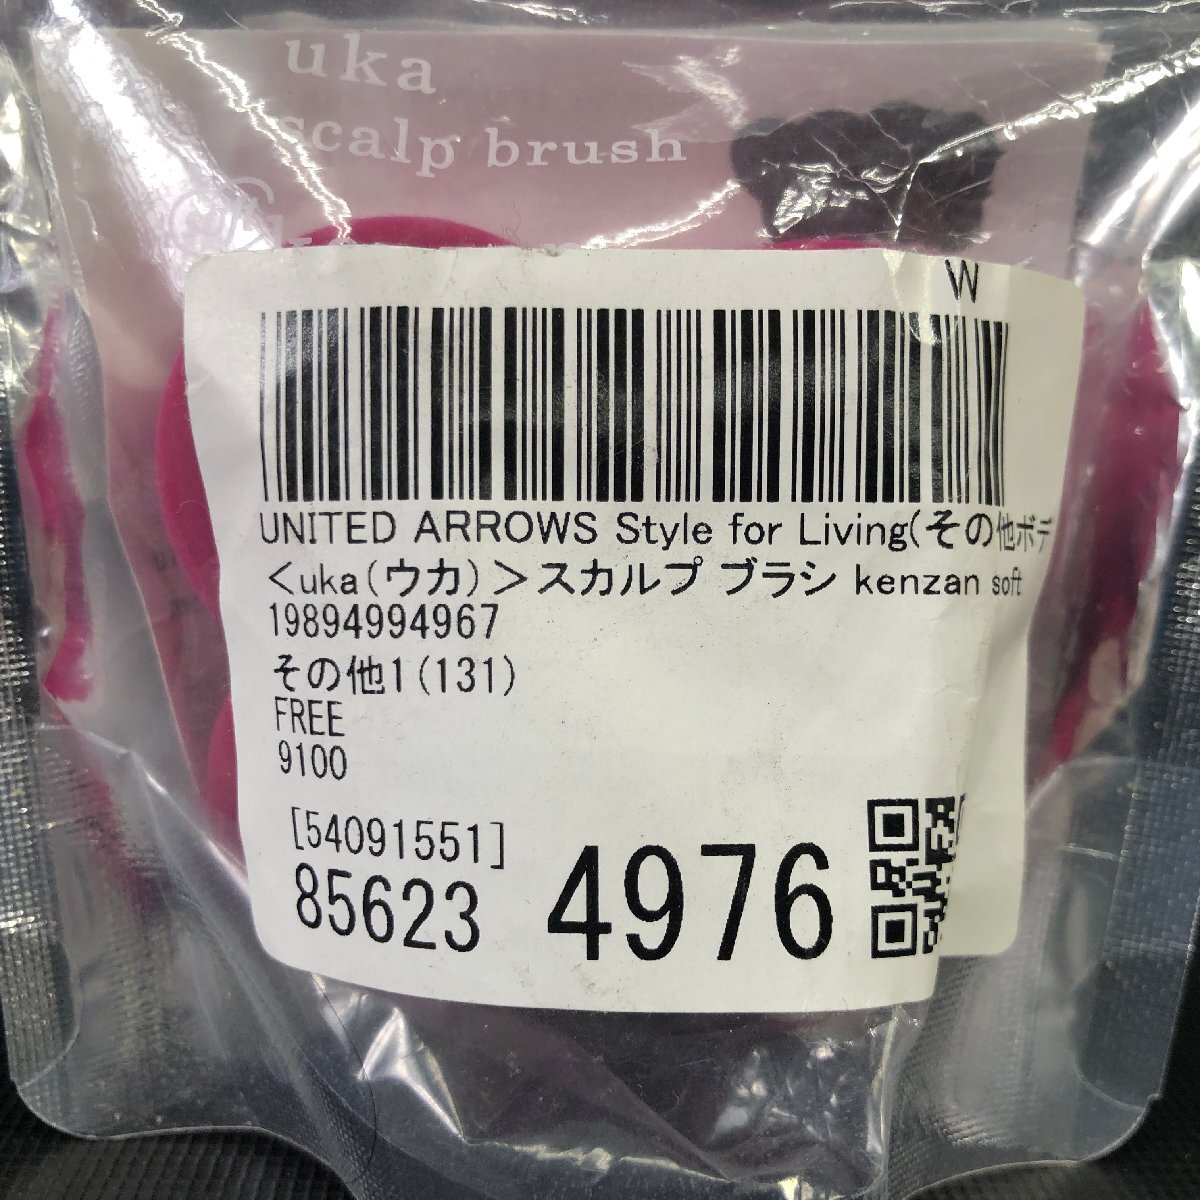 uka
scalp brush
W
UNITED ARROWS Style for Living(その他ボデ
<uka(ウカ)>スカルプ ブラシ kenzan soft
19894994967
その他1(131)
FREE
9100
[54091551]
85623 4976